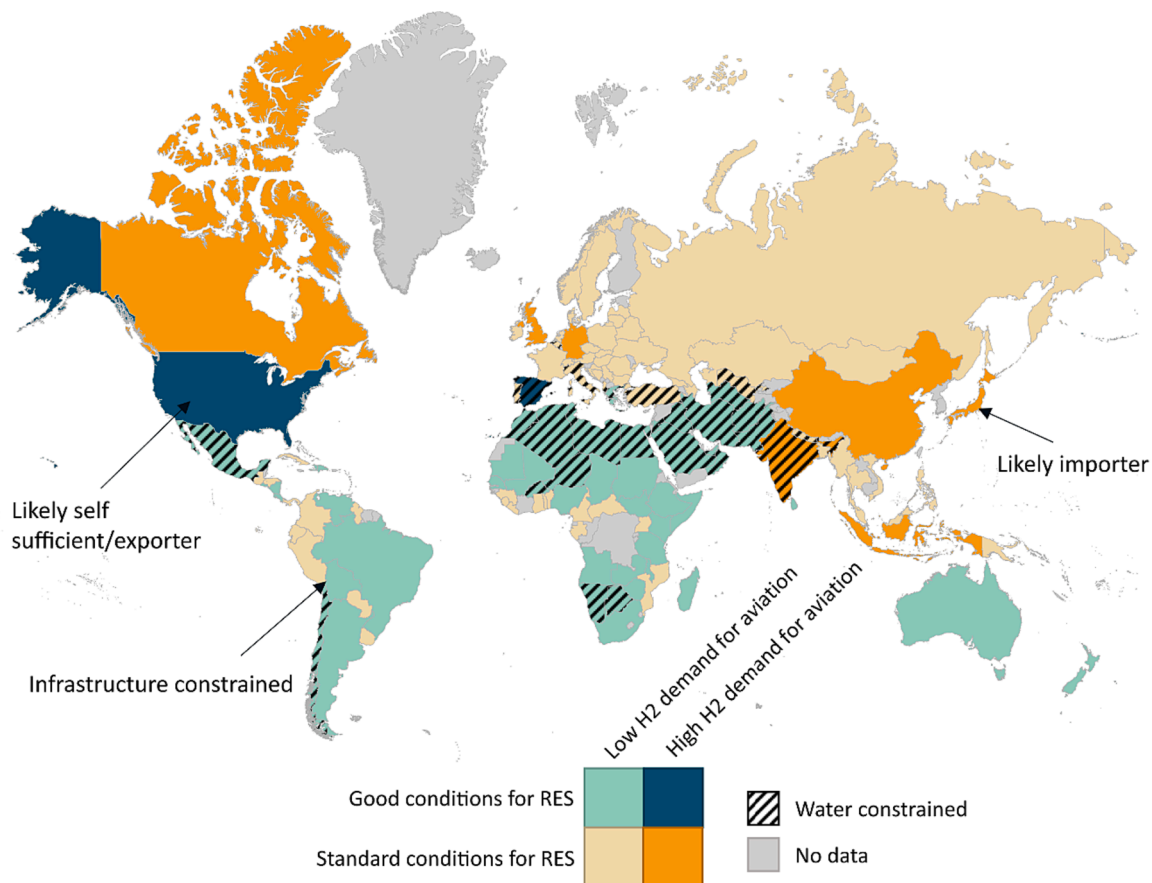 Likely importer
Likely self
sufficient/exporter
Infrastructure constrained
Low H2 demand for aviation
High H2 demand for aviation
Good conditions for RES
Standard conditions for RES
Water constrained
No data